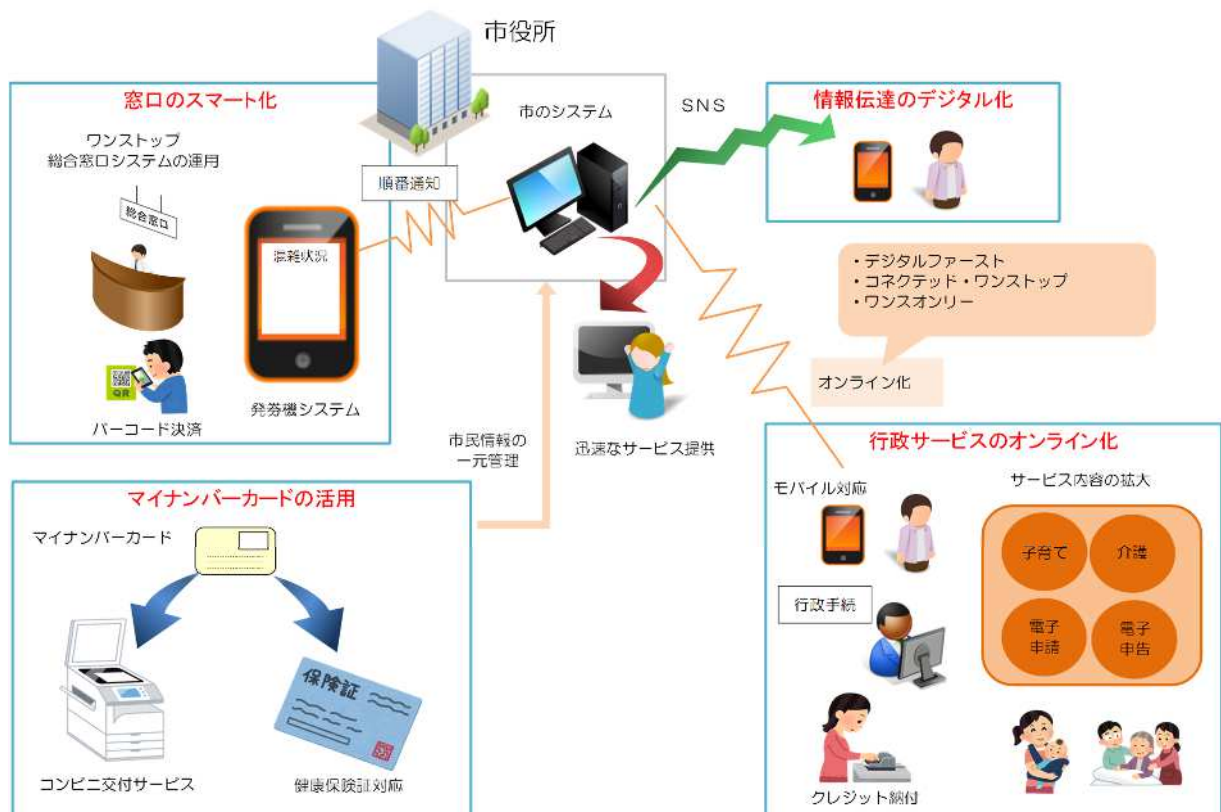 市役所
窓口のスマート化
ワンストップ
総合窓口システムの運用
総合窓口
混雑状況
QR
バーコード決済
発券機システム
順番通知
市のシステム
SNS
情報伝達のデジタル化
・デジタルファースト
・コネクテッド・ワンストップ
・ワンスオンリー
オンライン化
迅速なサービス提供
市民情報の
一元管理
マイナンバーカードの活用
マイナンバーカード
保険証
コンビニ交付サービス
健康保険証対応
行政サービスのオンライン化
モバイル対応
サービス内容の拡大
子育て
介護
行政手続
電子
申請
電子
申告
クレジット納付